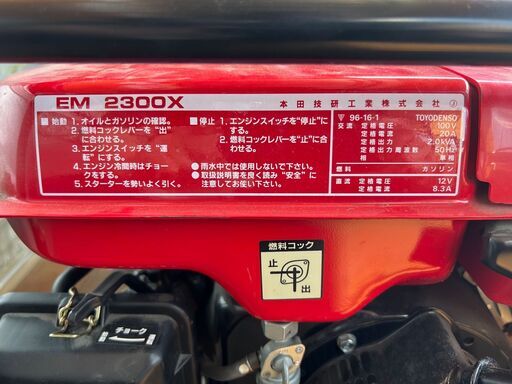 EM 2300X
本田技研工業株式会社
■始動 1. オイルとガソリンの確認。
2. 燃料コックレバーを“出”
に合わせる。
3. エンジンスイッチを“運
転”にする。
4. エンジン冷間時はチョー
クをする。
5. スターターを勢いよく引く。
■停止 1. エンジンスイッチを“停止”に
する。
2. 燃料コックレバーを“止”に合
わせる。
●雨水中では使用しないで下さい。
●取扱説明書を良く読み“安全”に
注意してお使い下さい。
96-16-1 TOYODENSO
交流 定格電圧 100V
定格電流 20A
定格出力 2.0kVA
定格出力周波数 50Hz
相 単相
燃料 ガソリン
直流 定格電圧 12V
定格電流 8.3A
燃料コック
止
出
チョーク